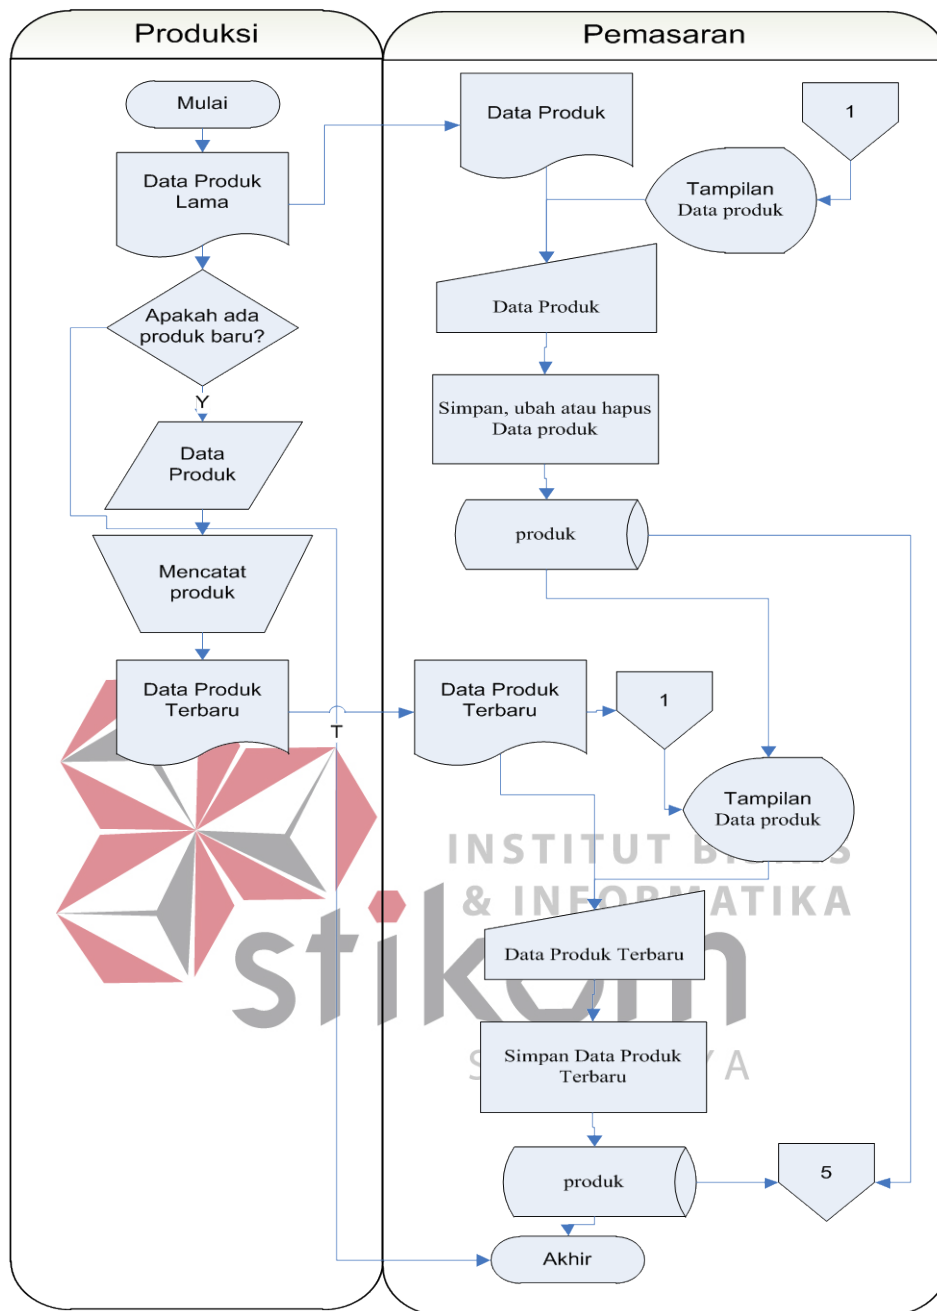 Produksi
Pemasaran
Mulai
Data Produk
Lama
Apakah ada
produk baru?
Y
Data
Produk
Mencatat
produk
Data Produk
Terbaru
T
Data Produk
1
Tampilan
Data produk
Data Produk
Simpan, ubah atau hapus
Data produk
produk
Data Produk
Terbaru
1
Tampilan
Data produk
Data Produk Terbaru
Simpan Data Produk
Terbaru
produk
5
Akhir
INSTITUT
& INFORMATIKA
stikom